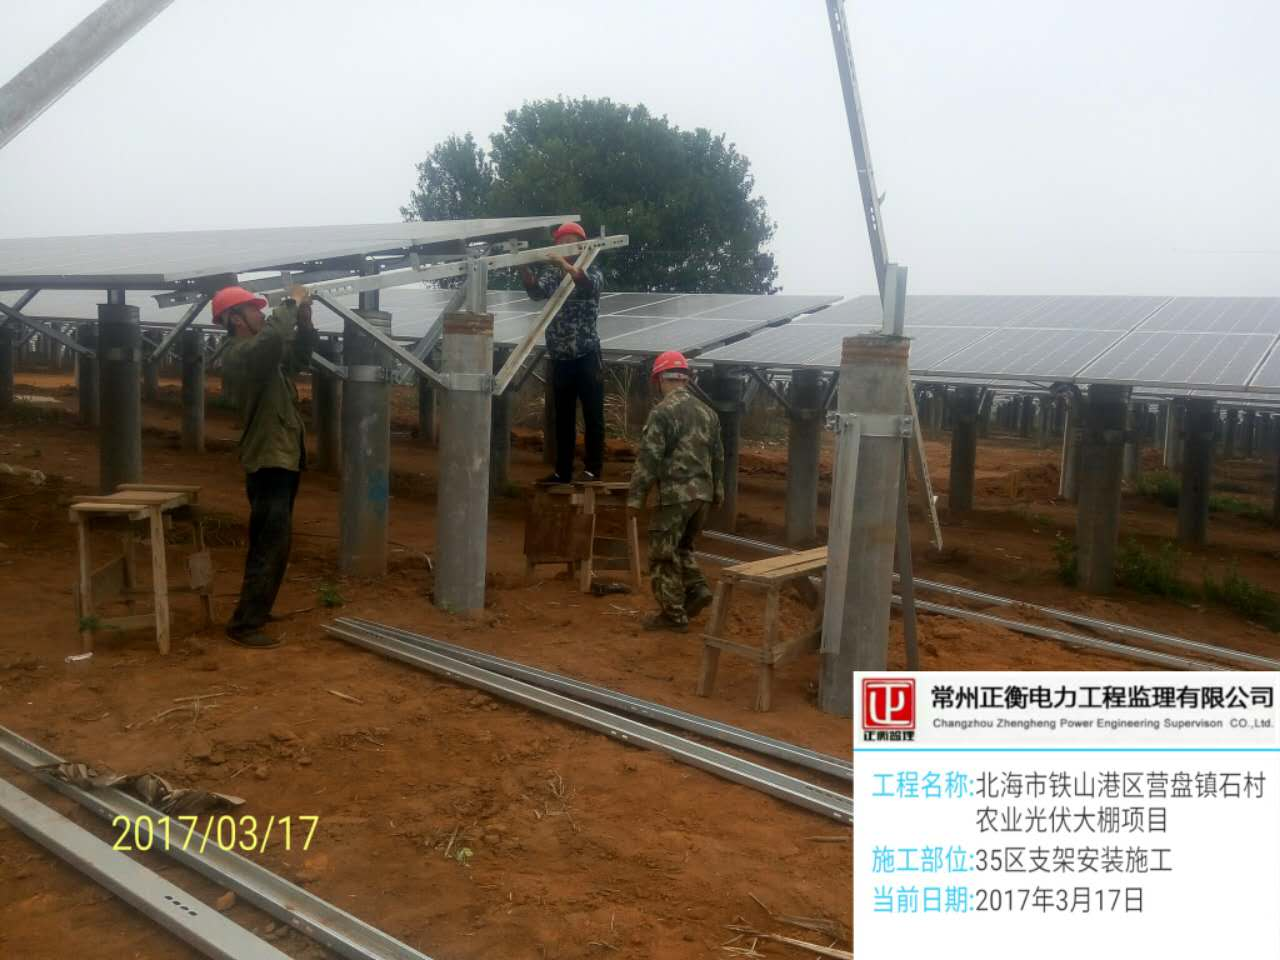 2017/03/17
正衡监理
常州正衡电力工程监理有限公司
Changzhou Zhengheng Power Engineering Supervison CO.,Ltd.
工程名称:北海市铁山港区营盘镇石村
农业光伏大棚项目
施工部位:35区支架安装施工
当前日期:2017年3月17日